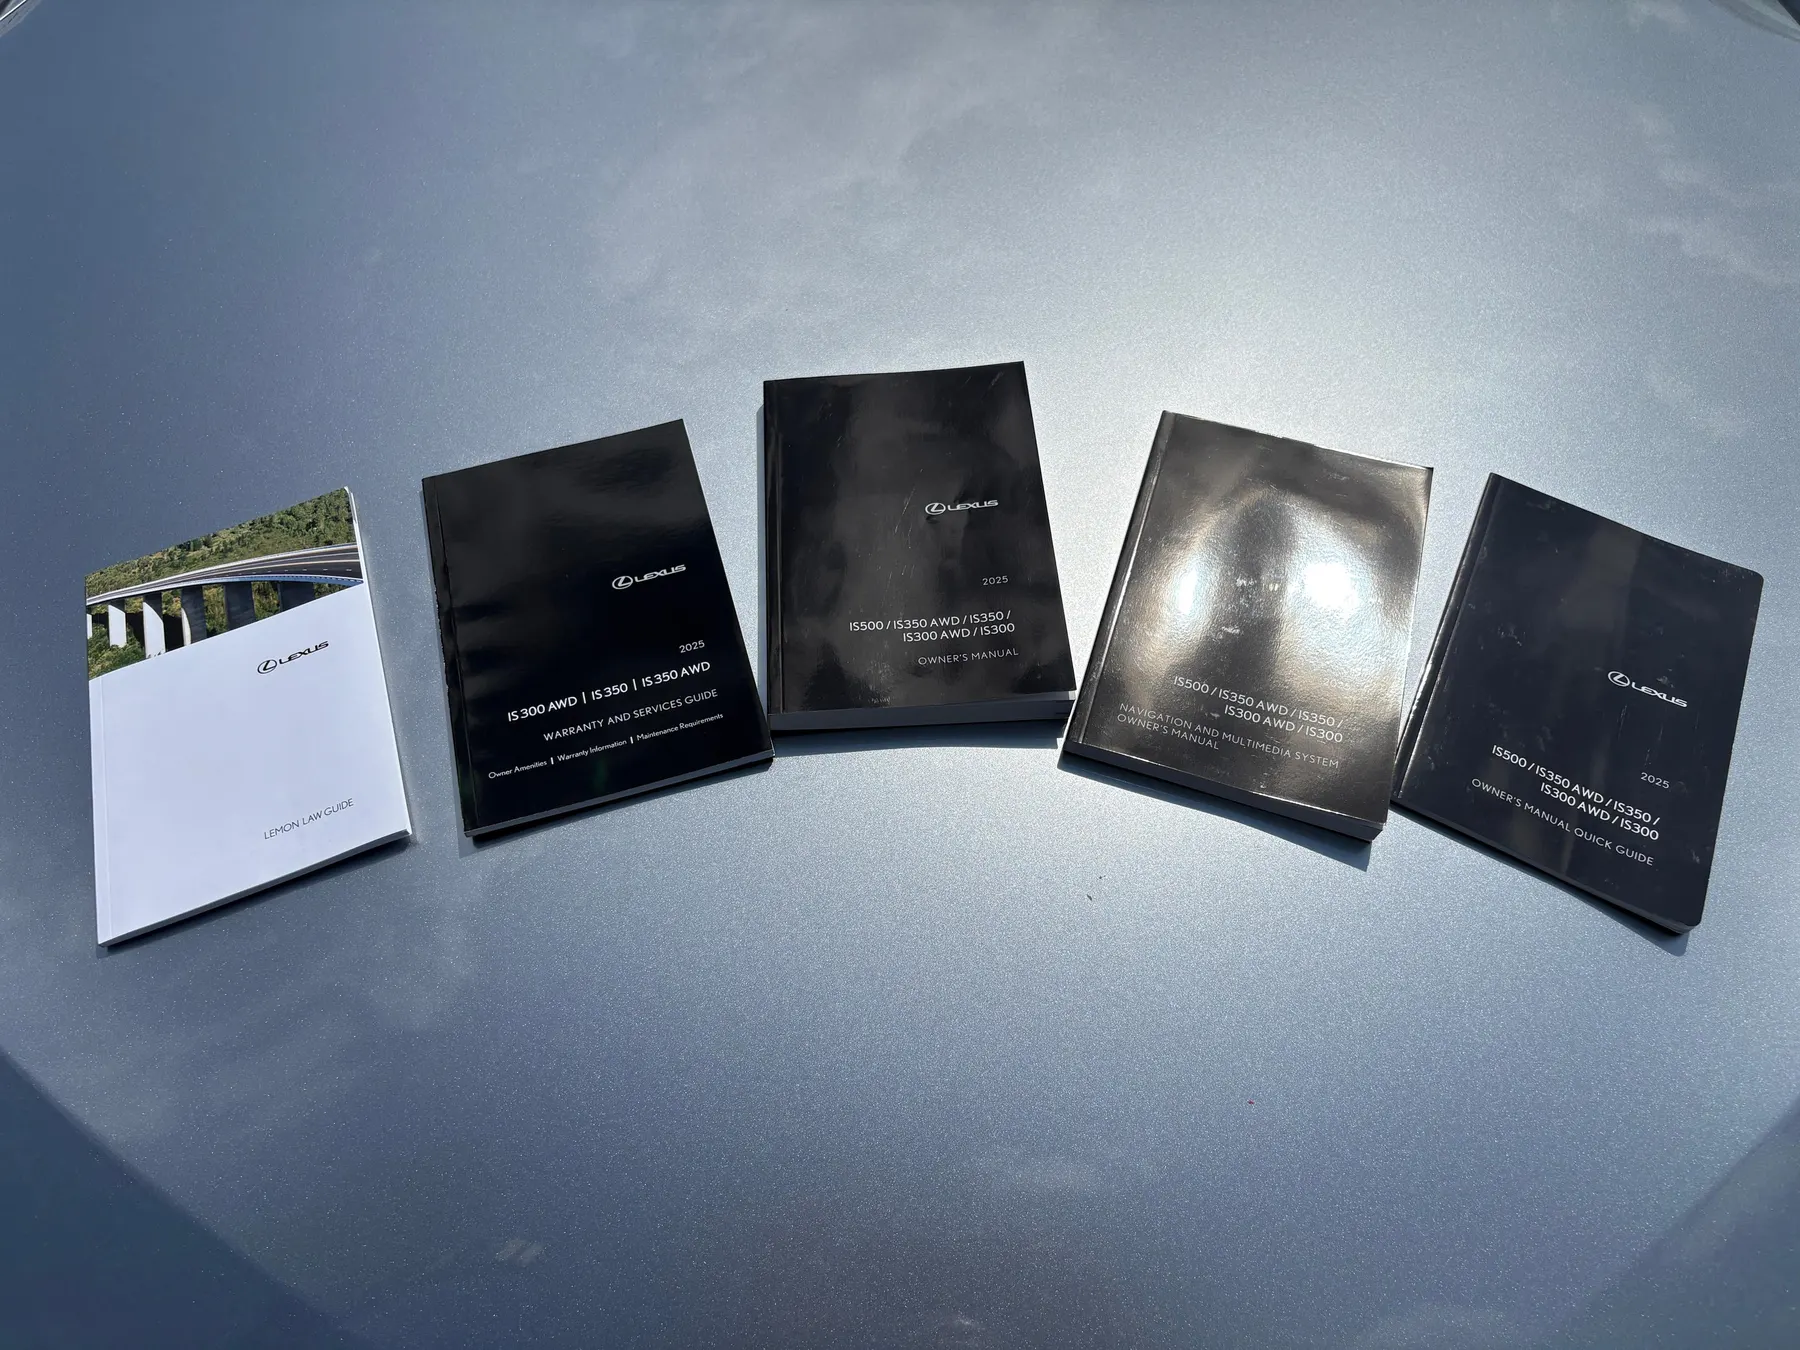 LEXUS
LEMON LAW GUIDE
LEXUS
2025
IS 300 AWD | IS 350 | IS 350 AWD
WARRANTY AND SERVICES GUIDE
Owner Amenities | Warranty Information | Maintenance Requirements
LEXUS
2025
IS500 / IS350 AWD / IS350 /
IS300 AWD / IS300
OWNER'S MANUAL
IS500 / IS350 AWD / IS350 /
IS300 AWD / IS300
NAVIGATION AND MULTIMEDIA SYSTEM
OWNER'S MANUAL
LEXUS
2025
IS500 / IS350 AWD / IS350 /
IS300 AWD / IS300
OWNER'S MANUAL QUICK GUIDE